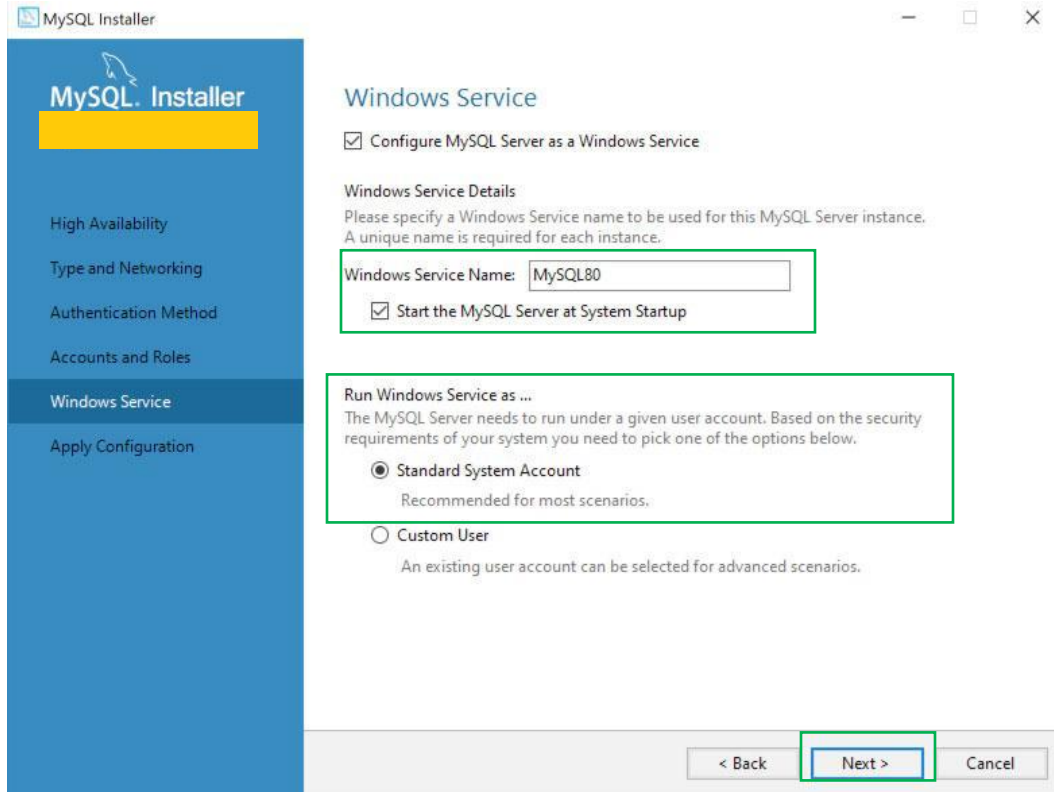 MySQL Installer
MySQL. Installer
High Availability
Type and Networking
Authentication Method
Accounts and Roles
Windows Service
Apply Configuration
Windows Service
Configure MySQL Server as a Windows Service
Windows Service Details
Please specify a Windows Service name to be used for this MySQL Server instance.
A unique name is required for each instance.
Windows Service Name: MySQL80
Start the MySQL Server at System Startup
Run Windows Service as ...
The MySQL Server needs to run under a given user account. Based on the security
requirements of your system you need to pick one of the options below.
Standard System Account
Recommended for most scenarios.
Custom User
An existing user account can be selected for advanced scenarios.
< Back
Next >
Cancel